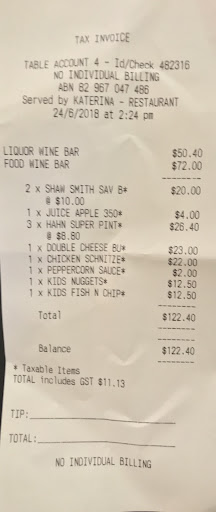 TAX INVOICE
TABLE ACCOUNT 4 - Id/Check 482316
NO INDIVIDUAL BILLING
ABN 62 967 047 486
Served by KATERINA - RESTAURANT
24/6/2018 at 2:24 pm
LIQUOR WINE BAR $50.40
FOOD WINE BAR $72.00
-------
2 x SHAW SMITH SAV B* $20.00
@ $10.00
1 x JUICE APPLE 350* $4.00
3 x HAHN SUPER PINT* $26.40
@ $8.80
1 x DOUBLE CHEESE BU* $23.00
1 x CHICKEN SCHNITZE* $22.00
1 x PEPPERCORN SAUCE* $2.00
1 x KIDS NUGGETS* $12.50
1 x KIDS FISH N CHIP* $12.50
-------
Total $122.40
-------
-------
Balance $122.40
-------
* Taxable Items
TOTAL includes GST $11.13
TIP:
TOTAL:
NO INDIVIDUAL BILLING